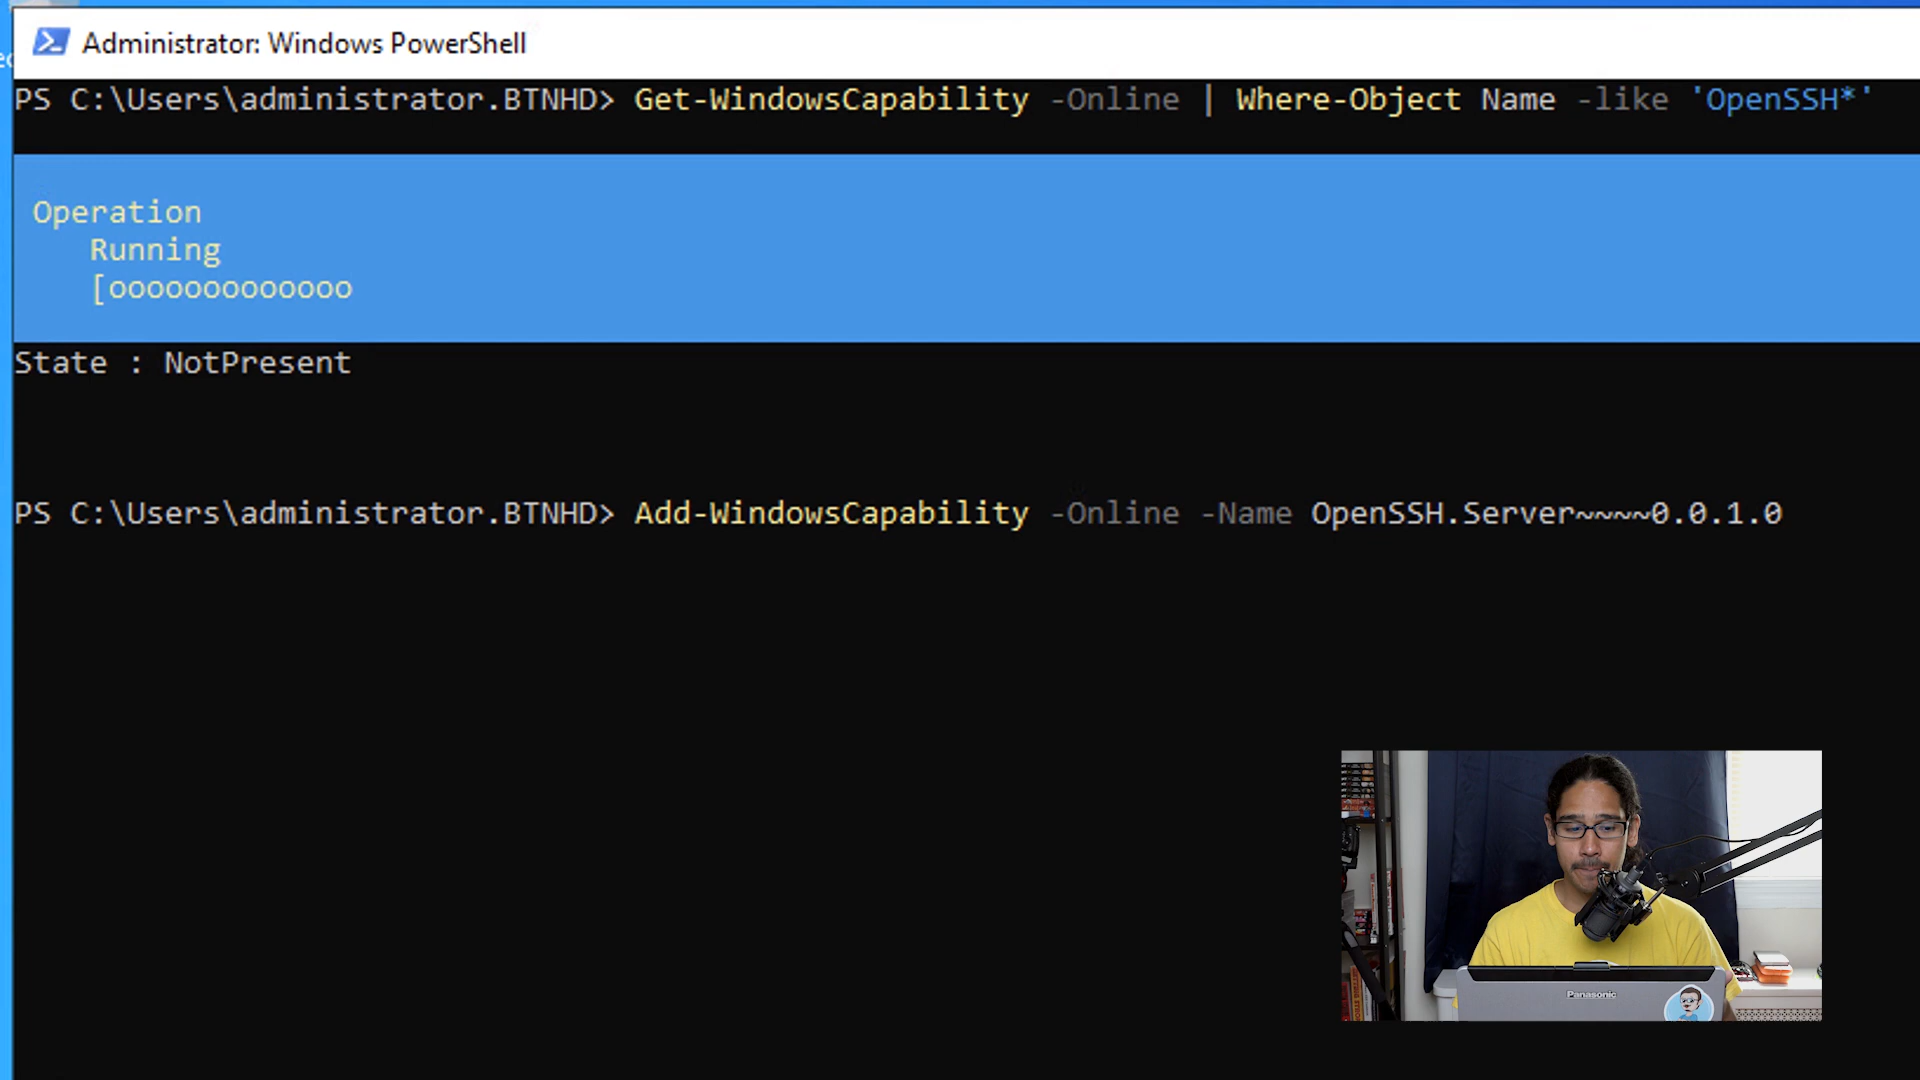 Administrator: Windows PowerShell
PS C:\Users\administrator.BTNHD> Get-WindowsCapability -Online | Where-Object Name -like 'OpenSSH*'
Operation
Running
[ooooooooooooo
State : NotPresent
PS C:\Users\administrator.BTNHD> Add-WindowsCapability -Online -Name OpenSSH.Server~~~~0.0.1.0
Panasonic